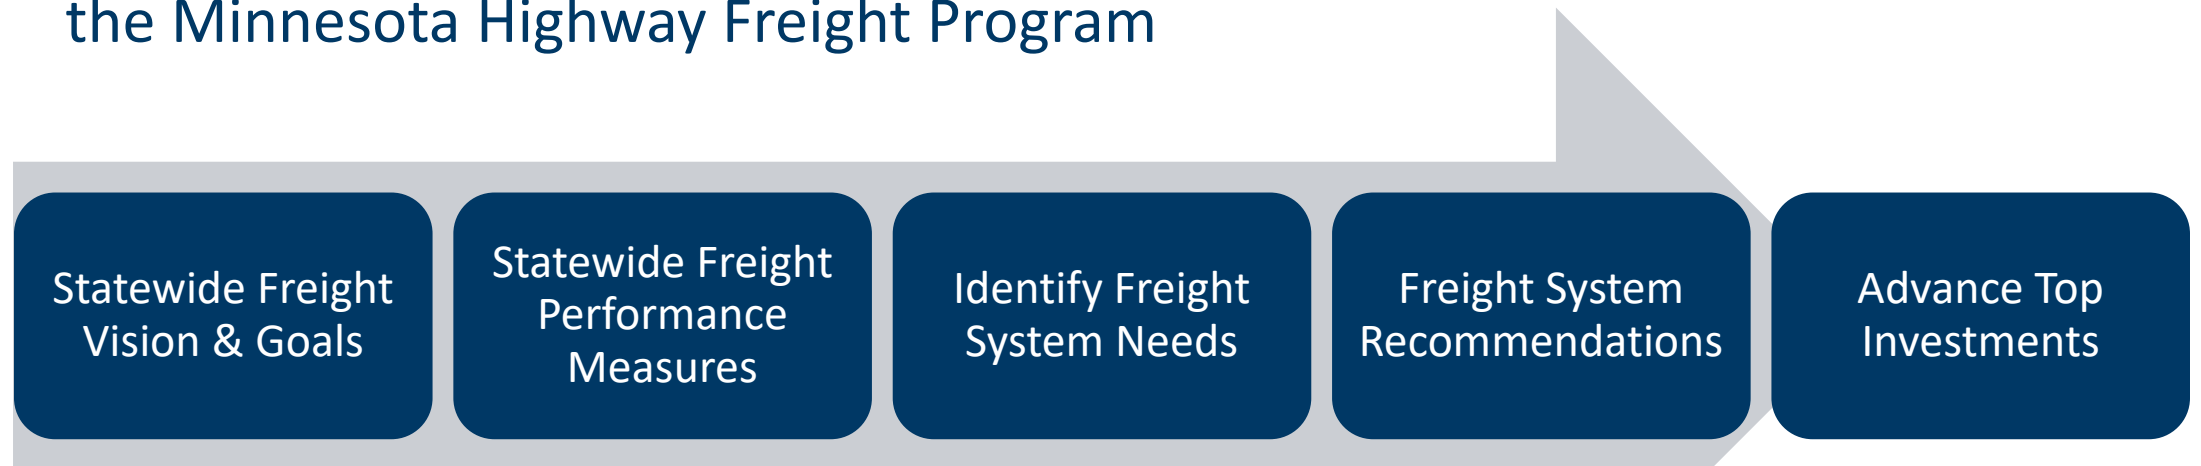 the Minnesota Highway Freight Program
Statewide Freight
Vision & Goals
Statewide Freight
Performance
Measures
Identify Freight
System Needs
Freight System
Recommendations
Advance Top
Investments